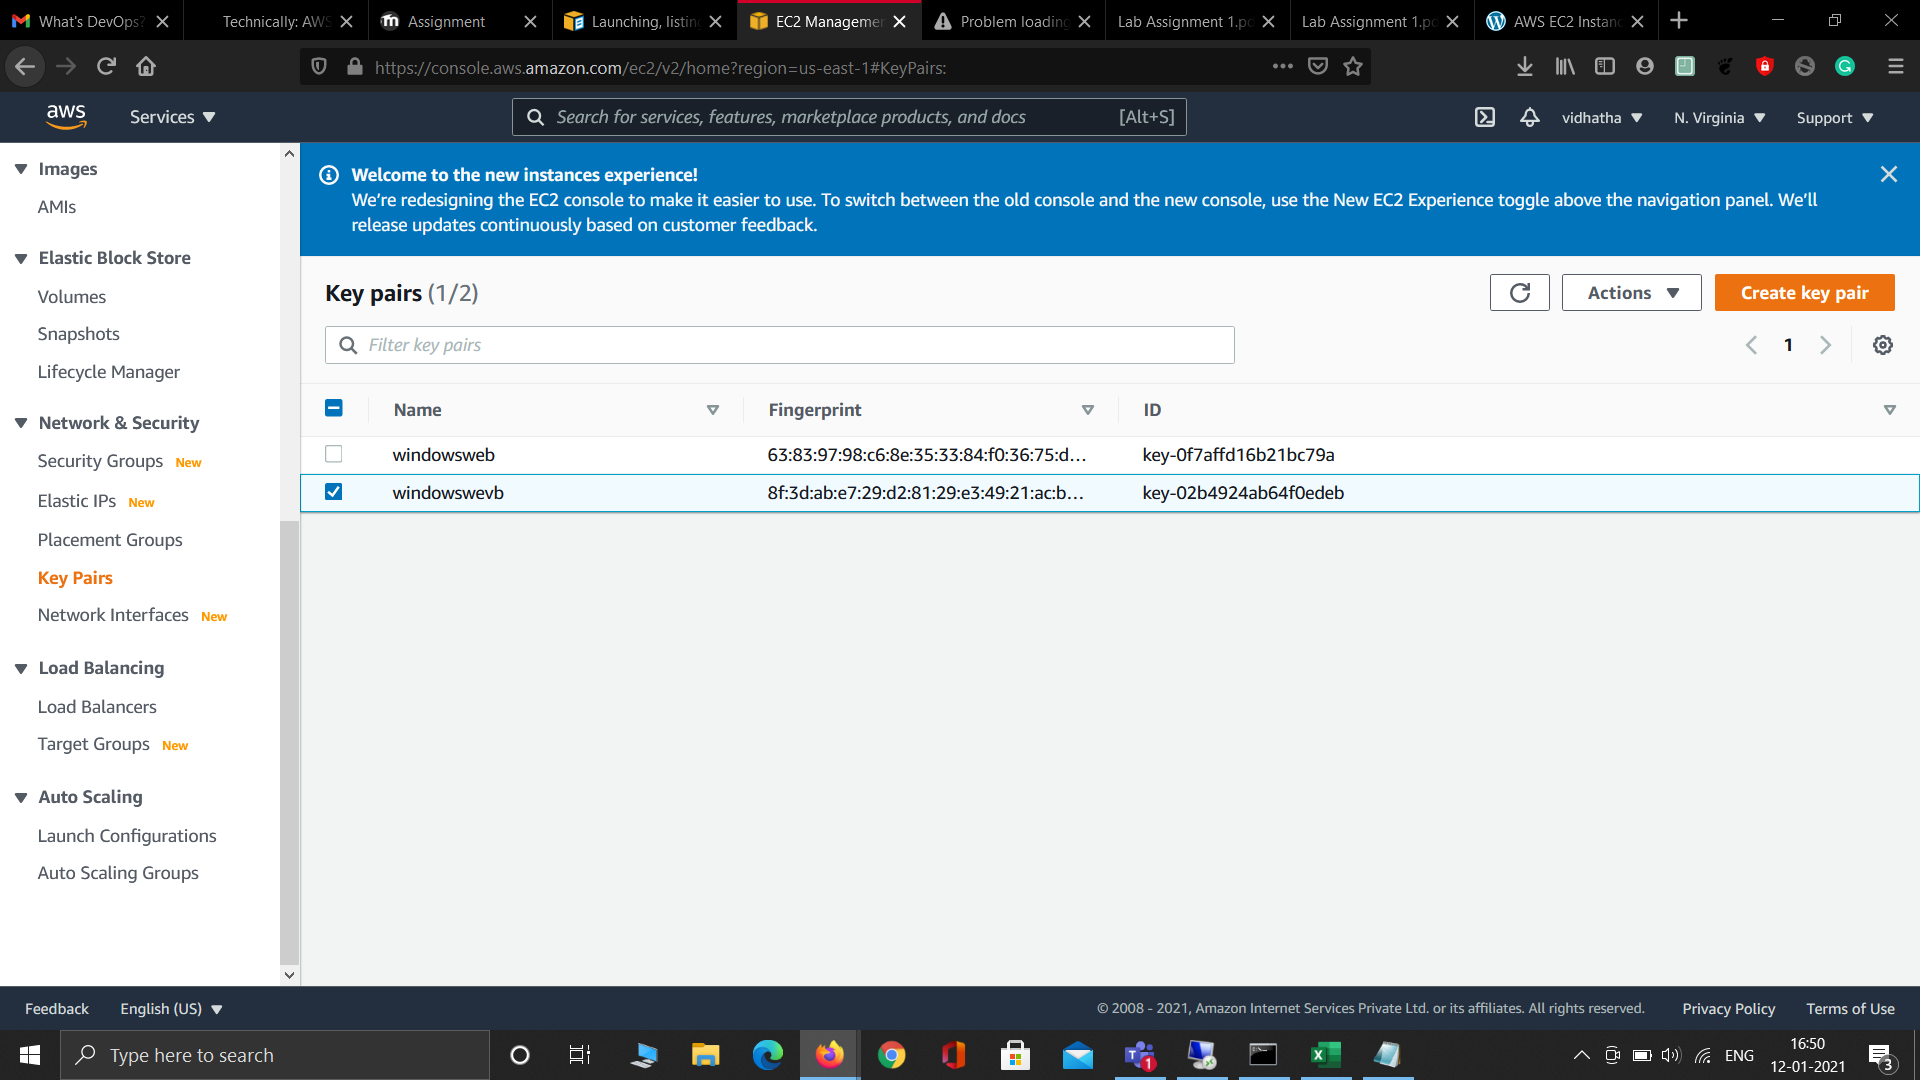 What's DevOps?
Technically: AWS
Assignment
Launching, listin
EC2 Managemen
Problem loading
Lab Assignment 1.pd
Lab Assignment 1.pd
AWS EC2 Instan
https://console.aws.amazon.com/ec2/v2/home?region=us-east-1#KeyPairs:
aws
Services
Search for services, features, marketplace products, and docs [Alt+S]
vidhatha
N. Virginia
Support
Images
AMIs
Elastic Block Store
Volumes
Snapshots
Lifecycle Manager
Network & Security
Security Groups New
Elastic IPs New
Placement Groups
Key Pairs
Network Interfaces New
Load Balancing
Load Balancers
Target Groups New
Auto Scaling
Launch Configurations
Auto Scaling Groups
Welcome to the new instances experience!
We're redesigning the EC2 console to make it easier to use. To switch between the old console and the new console, use the New EC2 Experience toggle above the navigation panel. We'll
release updates continuously based on customer feedback.
Key pairs (1/2)
Actions
Create key pair
Filter key pairs
1
Name Fingerprint ID
windowsweb 63:83:97:98:c6:8e:35:33:84:f0:36:75:d... key-0f7affd16b21bc79a
windowswevb 8f:3d:ab:e7:29:d2:81:29:e3:49:21:ac:b... key-02b4924ab64f0edeb
Feedback
English (US)
© 2008 - 2021, Amazon Internet Services Private Ltd. or its affiliates. All rights reserved.
Privacy Policy
Terms of Use
Type here to search
1
ENG
16:50
12-01-2021
3